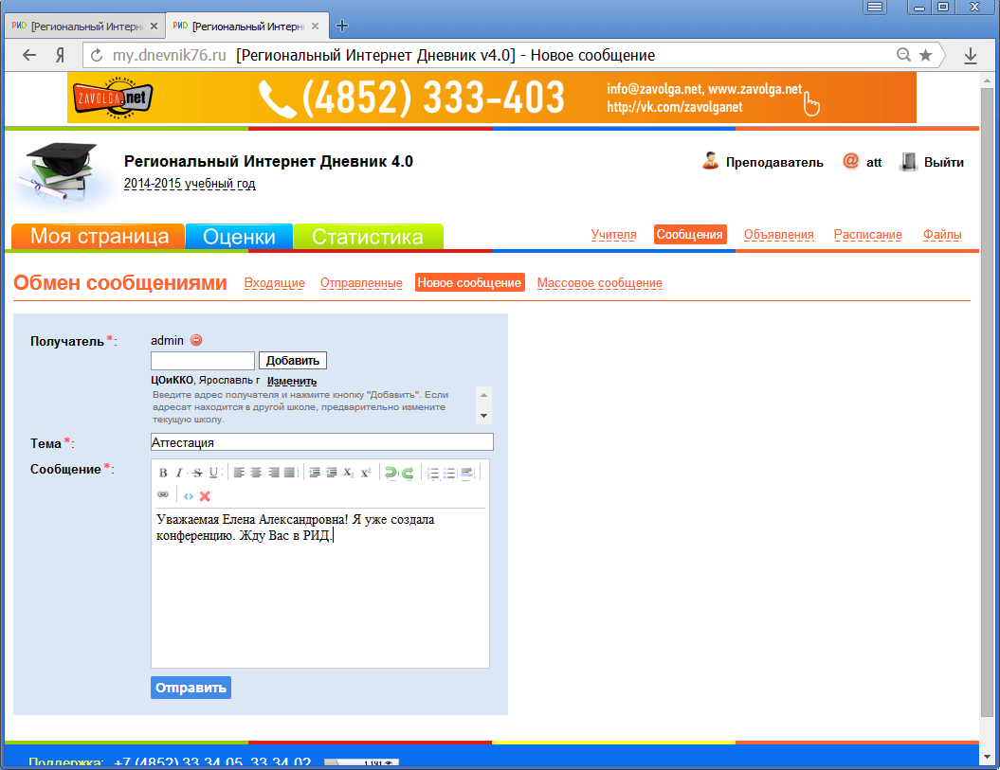 РИД [Региональный Интерн
РИД [Региональный Интерн
Я my.dnevnik76.ru [Региональный Интернет Дневник v4.0] - Новое сообщение
ZAVOLGA.net (4852) 333-403 info@zavolga.net, www.zavolga.net
http://vk.com/zavolganet
Региональный Интернет Дневник 4.0
2014-2015 учебный год
Преподаватель att Выйти
Моя страница Оценки Статистика
Учителя Сообщения Объявления Расписание Файлы
Обмен сообщениями Входящие Отправленные Новое сообщение Массовое сообщение
Получатель*: admin
Добавить
ЦОиККО, Ярославль г Изменить
Введите адрес получателя и нажмите кнопку "Добавить". Если
адресат находится в другой школе, предварительно измените
текущую школу.
Тема*: Аттестация
Сообщение*:
B I S U X₂ X²
Уважаемая Елена Александровна! Я уже создала
конференцию. Жду Вас в РИД.
Отправить
Поддержка: +7 (4852) 33 34 05, 33 34 02